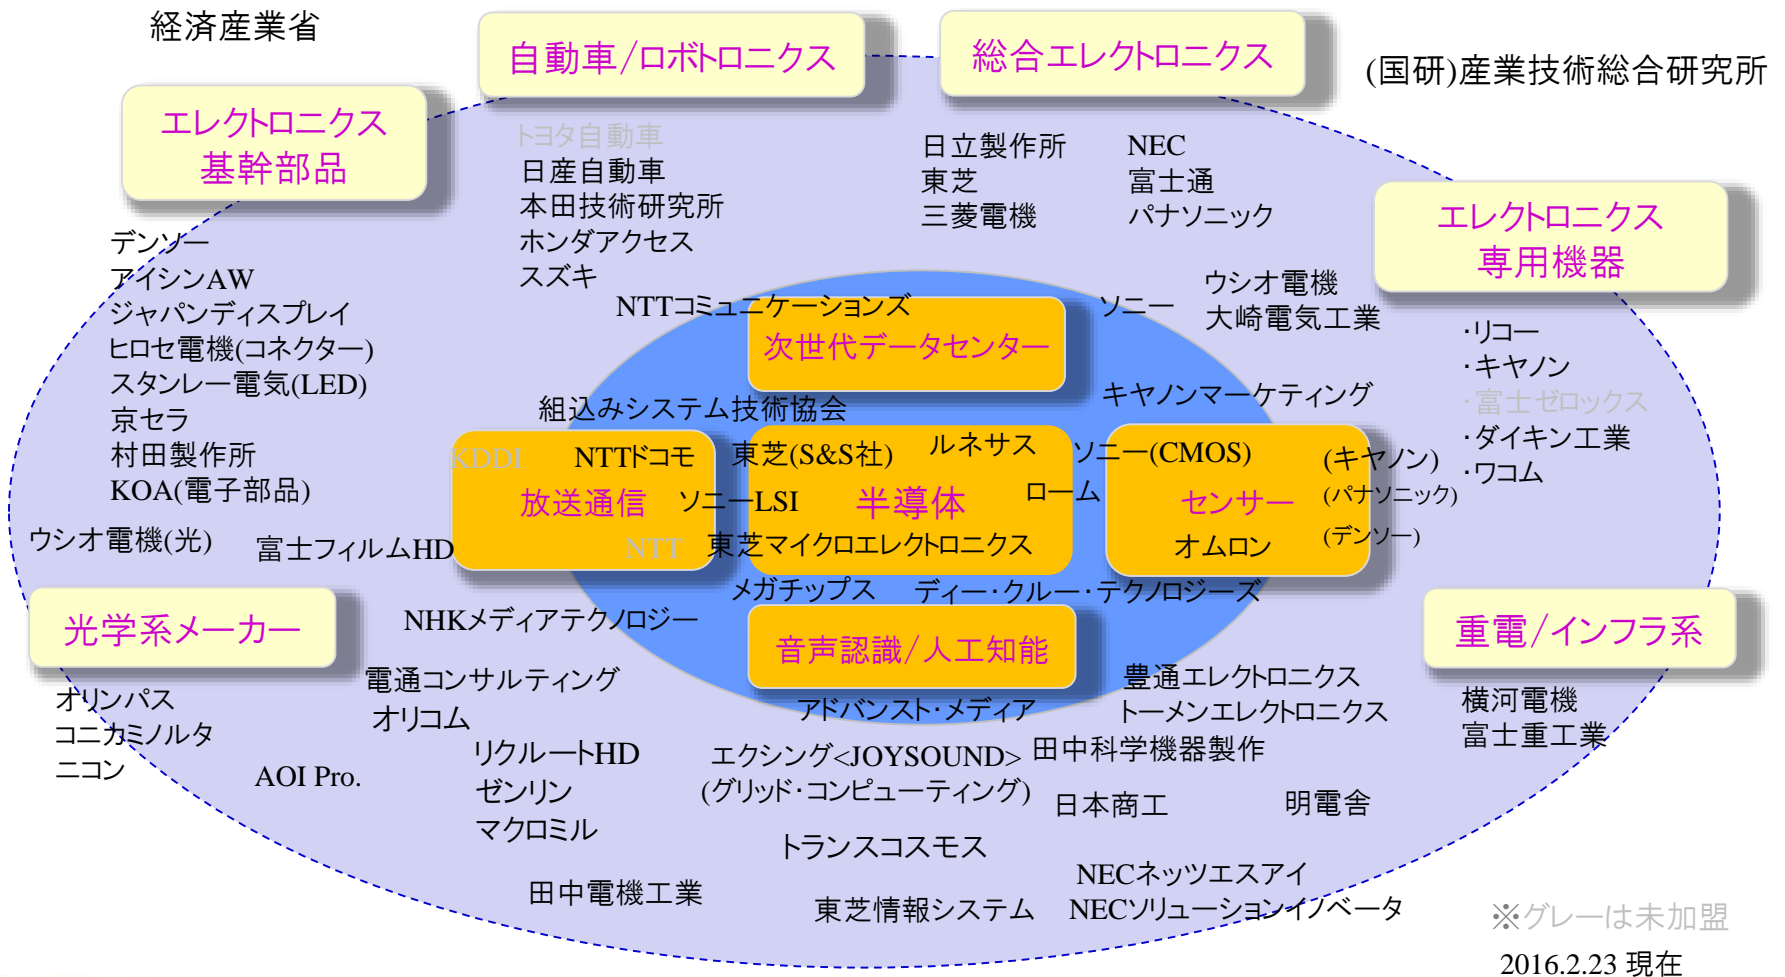 経済産業省
自動車/ロボトロニクス
総合エレクトロニクス
(国研)産業技術総合研究所
エレクトロニクス
基幹部品
トヨタ自動車
日産自動車
本田技術研究所
ホンダアクセス
スズキ
日立製作所
東芝
三菱電機
NEC
富士通
パナソニック
エレクトロニクス
専用機器
デンソー
アイシンAW
ジャパンディスプレイ
ヒロセ電機(コネクター)
スタンレー電気(LED)
京セラ
村田製作所
KOA(電子部品)
ウシオ電機(光)
富士フィルムHD
NTTコミュニケーションズ
次世代データセンター
ソニー
ウシオ電機
大崎電気工業
・リコー
・キヤノン
・富士ゼロックス
・ダイキン工業
・ワコム
組込みシステム技術協会
キヤノンマーケティング
KDDI
NTTドコモ
放送通信
NTT
東芝(S&S社)
ルネサス
ソニーLSI
半導体
ローム
東芝マイクロエレクトロニクス
ソニー(CMOS)
センサー
オムロン
(キヤノン)
(パナソニック)
(デンソー)
メガチップス
ディー・クルー・テクノロジーズ
光学系メーカー
NHKメディアテクノロジー
音声認識/人工知能
重電/インフラ系
オリンパス
コニカミノルタ
ニコン
電通コンサルティング
オリコム
アドバンスト・メディア
豊通エレクトロニクス
トーメンエレクトロニクス
横河電機
富士重工業
AOI Pro.
リクルートHD
ゼンリン
マクロミル
エクシング<JOYSOUND>
(グリッド・コンピューティング)
田中科学機器製作
日本商工
明電舎
トランスコスモス
田中電機工業
東芝情報システム
NECネッツエスアイ
NECソリューションイノベータ
※グレーは未加盟
2016.2.23 現在